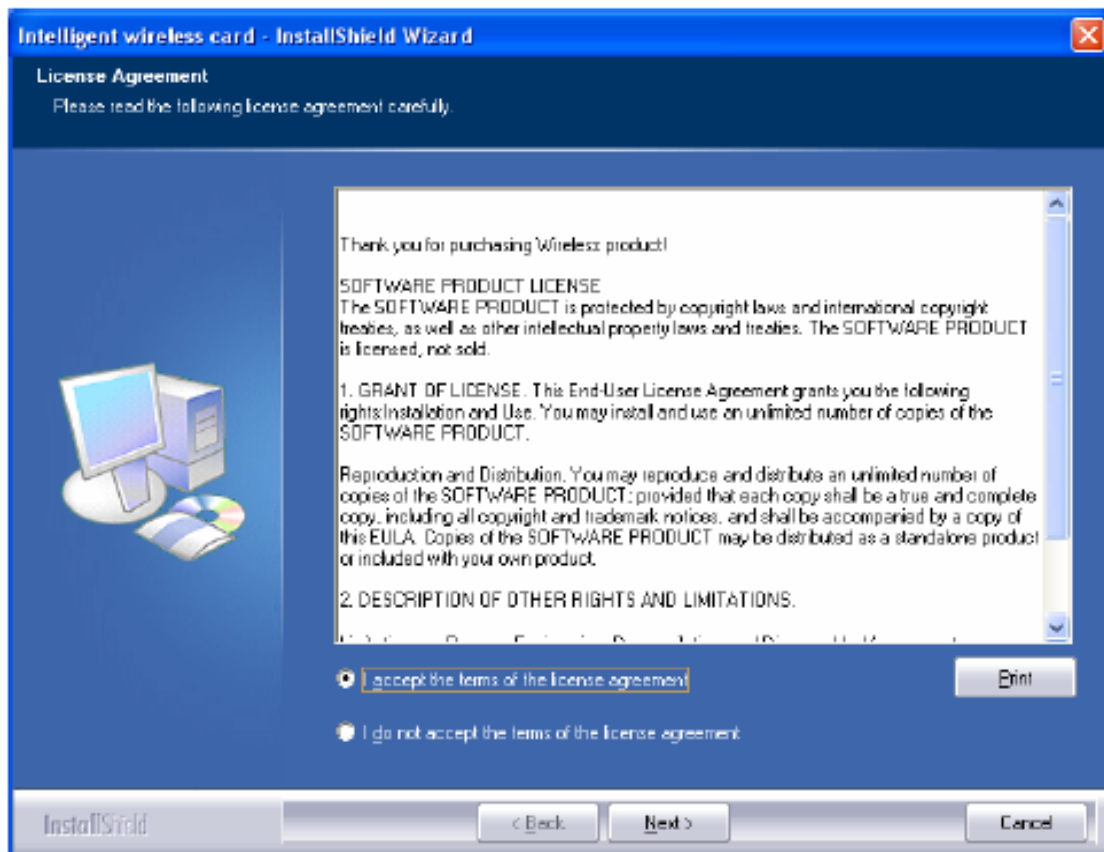 Intelligent wireless card - InstallShield Wizard
License Agreement
Please read the following license agreement carefully.
Thank you for purchasing Wireless product!
SOFTWARE PRODUCT LICENSE
The SOFTWARE PRODUCT is protected by copyright laws and international copyright
treaties, as well as other intellectual property laws and treaties. The SOFTWARE PRODUCT
is licensed, not sold.
1. GRANT OF LICENSE. This End-User License Agreement grants you the following
rights:Installation and Use. You may install and use an unlimited number of copies of the
SOFTWARE PRODUCT.
Reproduction and Distribution. You may reproduce and distribute an unlimited number of
copies of the SOFTWARE PRODUCT; provided that each copy shall be a true and complete
copy, including all copyright and trademark notices, and shall be accompanied by a copy of
this EULA. Copies of the SOFTWARE PRODUCT may be distributed as a standalone product
or included with your own product.
2. DESCRIPTION OF OTHER RIGHTS AND LIMITATIONS.
I accept the terms of the license agreement
Print
I do not accept the terms of the license agreement
InstallShield
< Back
Next >
Cancel